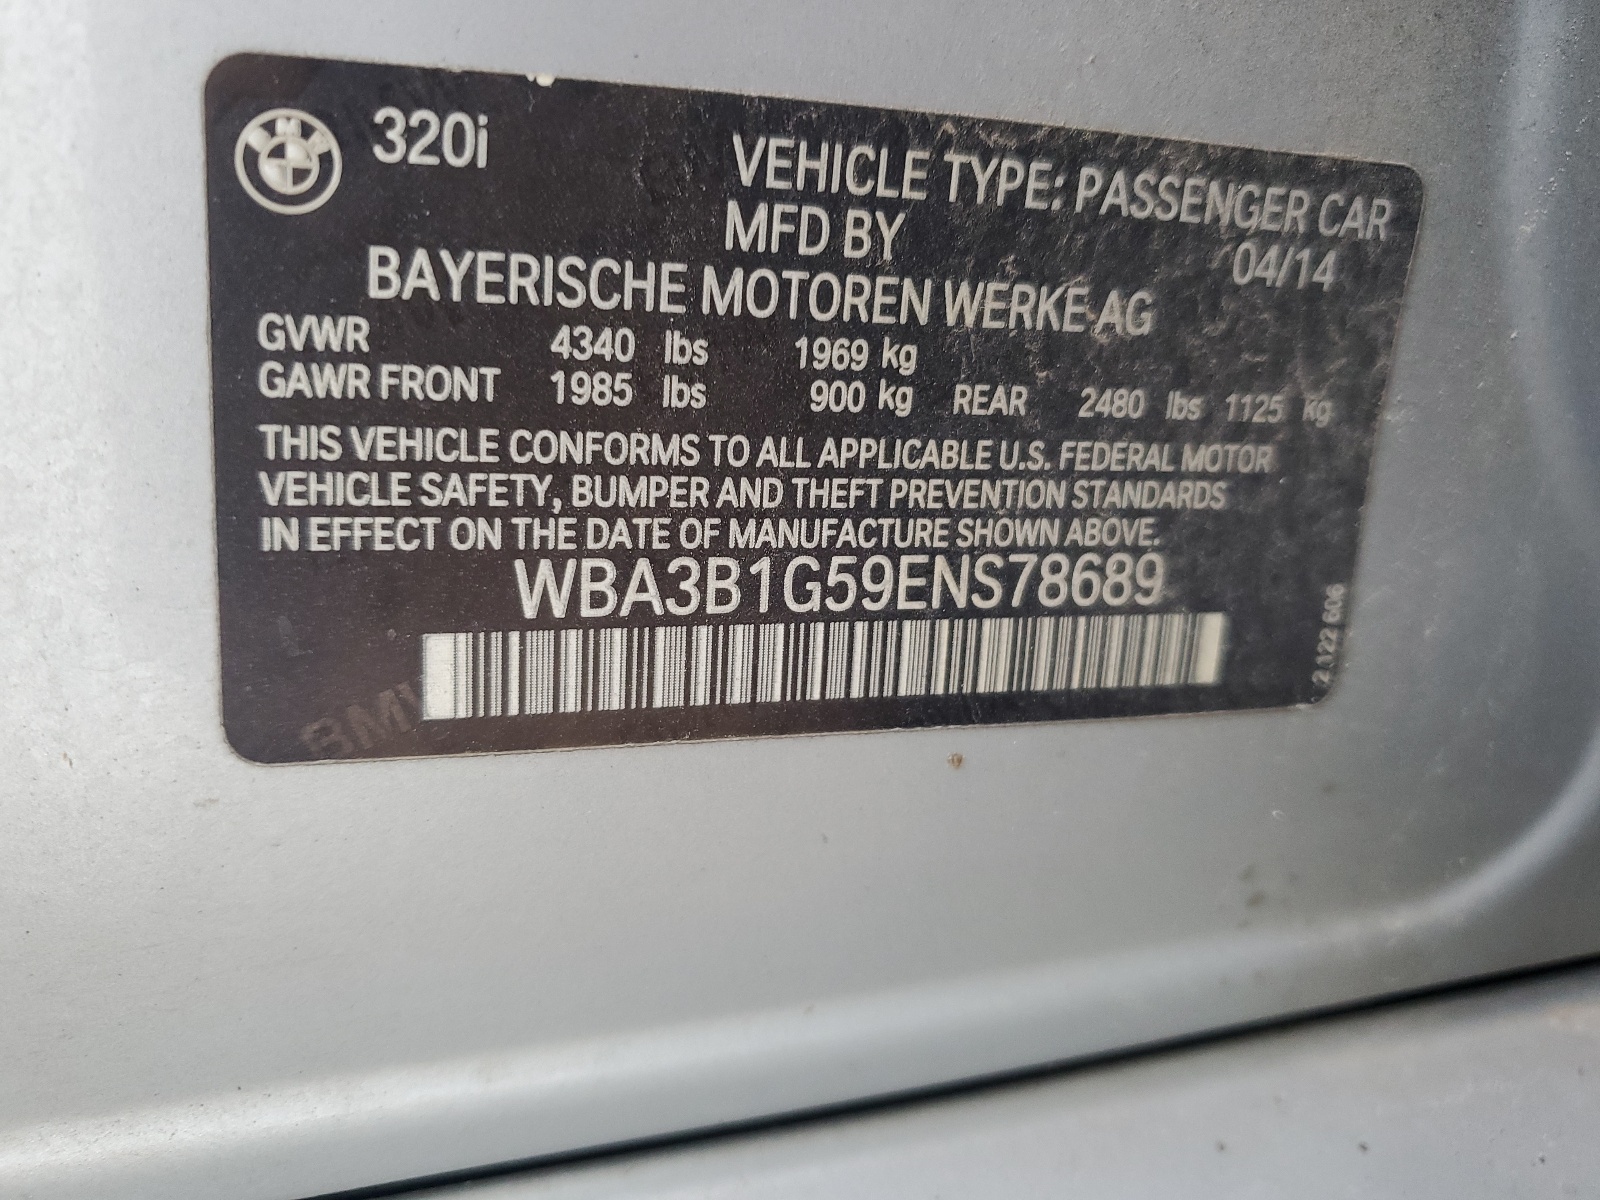 BMW 320i
VEHICLE TYPE: PASSENGER CAR
MFD BY 04/14
BAYERISCHE MOTOREN WERKE AG
GVWR 4340 lbs 1969 kg
GAWR FRONT 1985 lbs 900 kg REAR 2480 lbs 1125 kg
THIS VEHICLE CONFORMS TO ALL APPLICABLE U.S. FEDERAL MOTOR
VEHICLE SAFETY, BUMPER AND THEFT PREVENTION STANDARDS
IN EFFECT ON THE DATE OF MANUFACTURE SHOWN ABOVE.
WBA3B1G59ENS78689
BMW